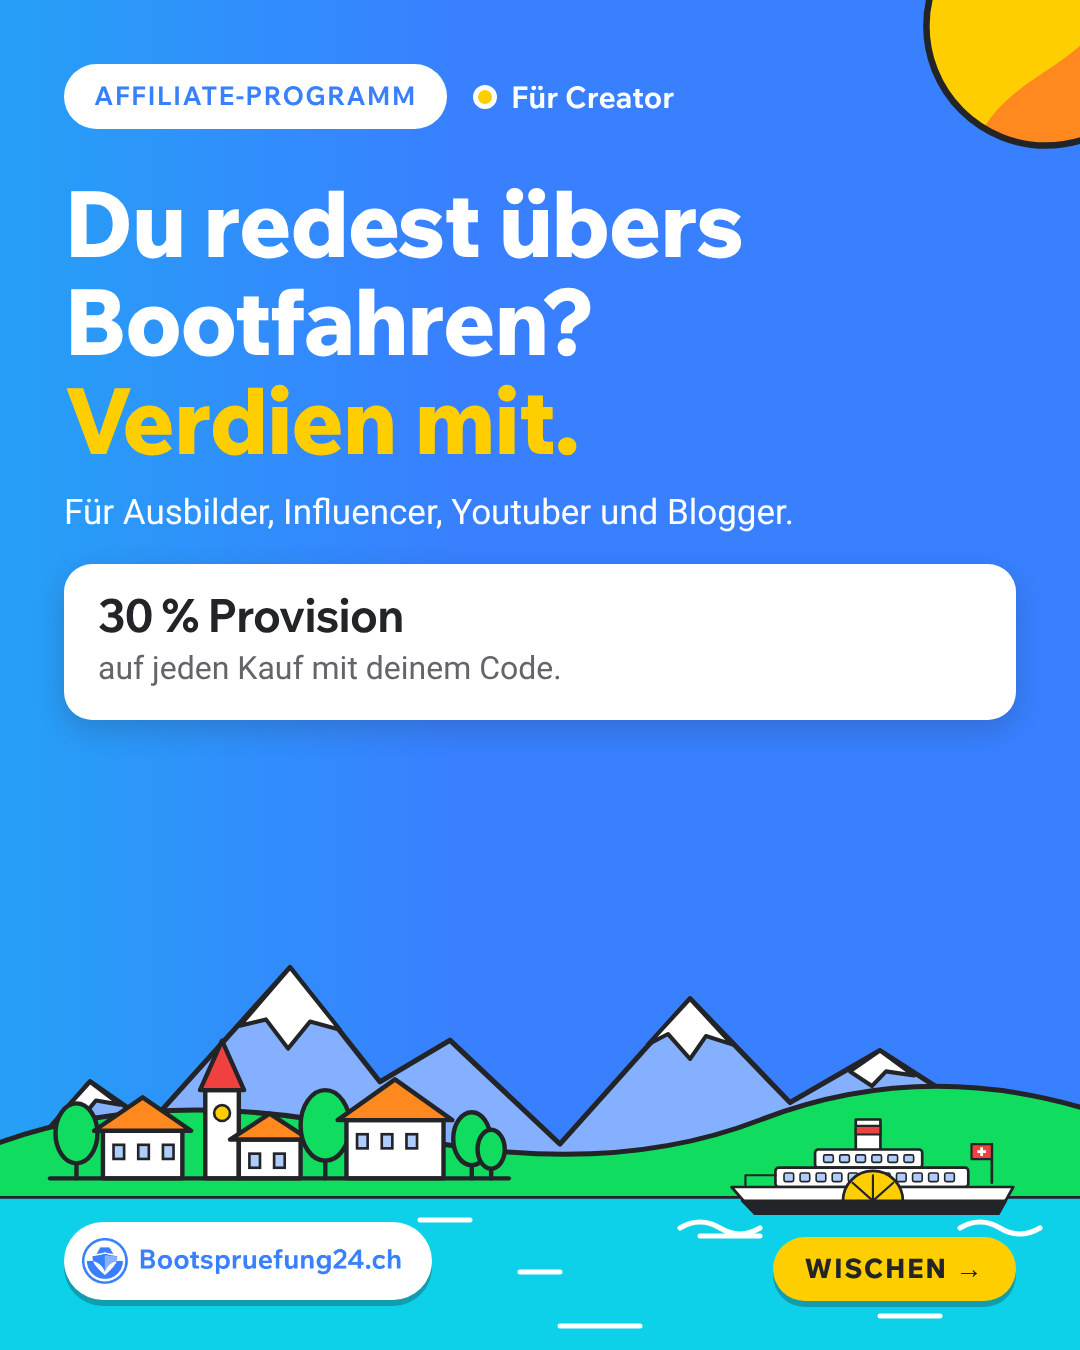 AFFILIATE-PROGRAMM
Für Creator
Du redest übers
Bootfahren?
Verdien mit.
Für Ausbilder, Influencer, Youtuber und Blogger.
30 % Provision
auf jeden Kauf mit deinem Code.
Bootspruefung24.ch
WISCHEN →